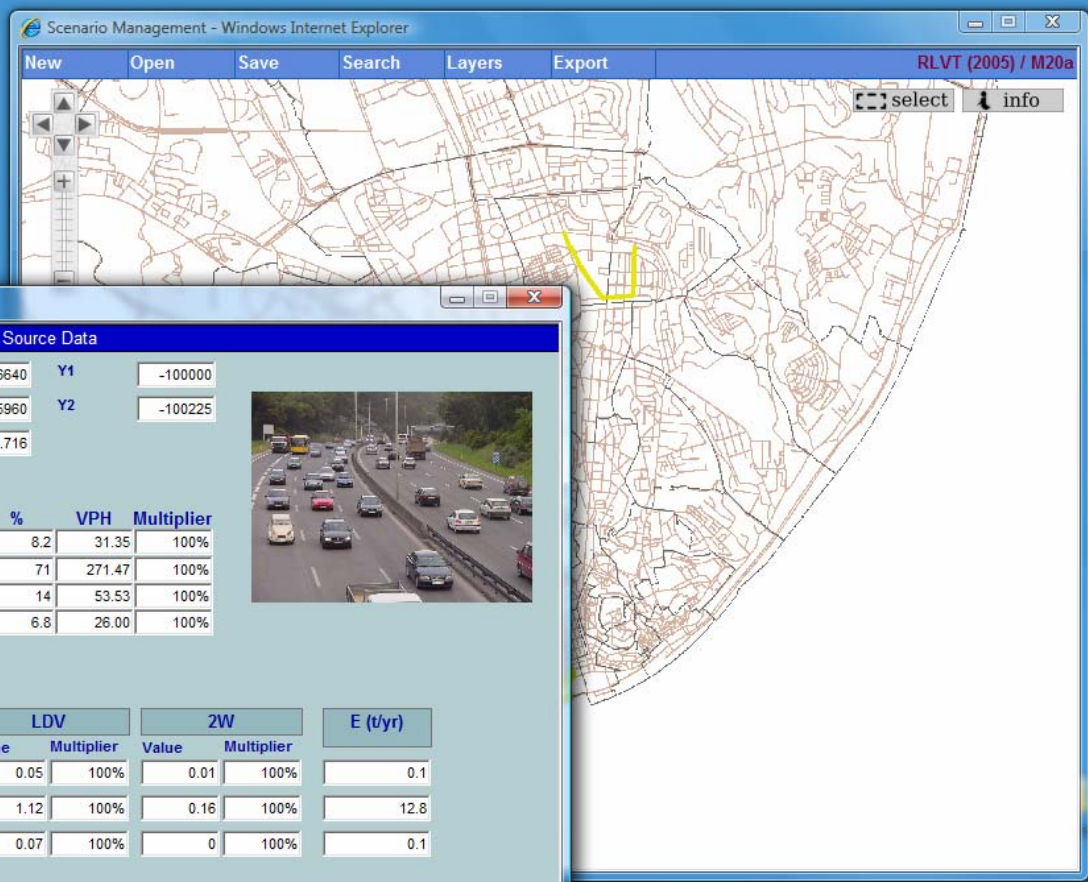 Scenario Management - Windows Internet Explorer
New Open Save Search Layers Export RLVT (2005) / M20a
select info
Source Data
6640 Y1 -100000
5960 Y2 -100225
.716
% VPH Multiplier
8.2 31.35 100%
71 271.47 100%
14 53.53 100%
6.8 26.00 100%
LDV 2W E (t/yr)
e Multiplier Value Multiplier
0.05 100% 0.01 100% 0.1
1.12 100% 0.16 100% 12.8
0.07 100% 0 100% 0.1